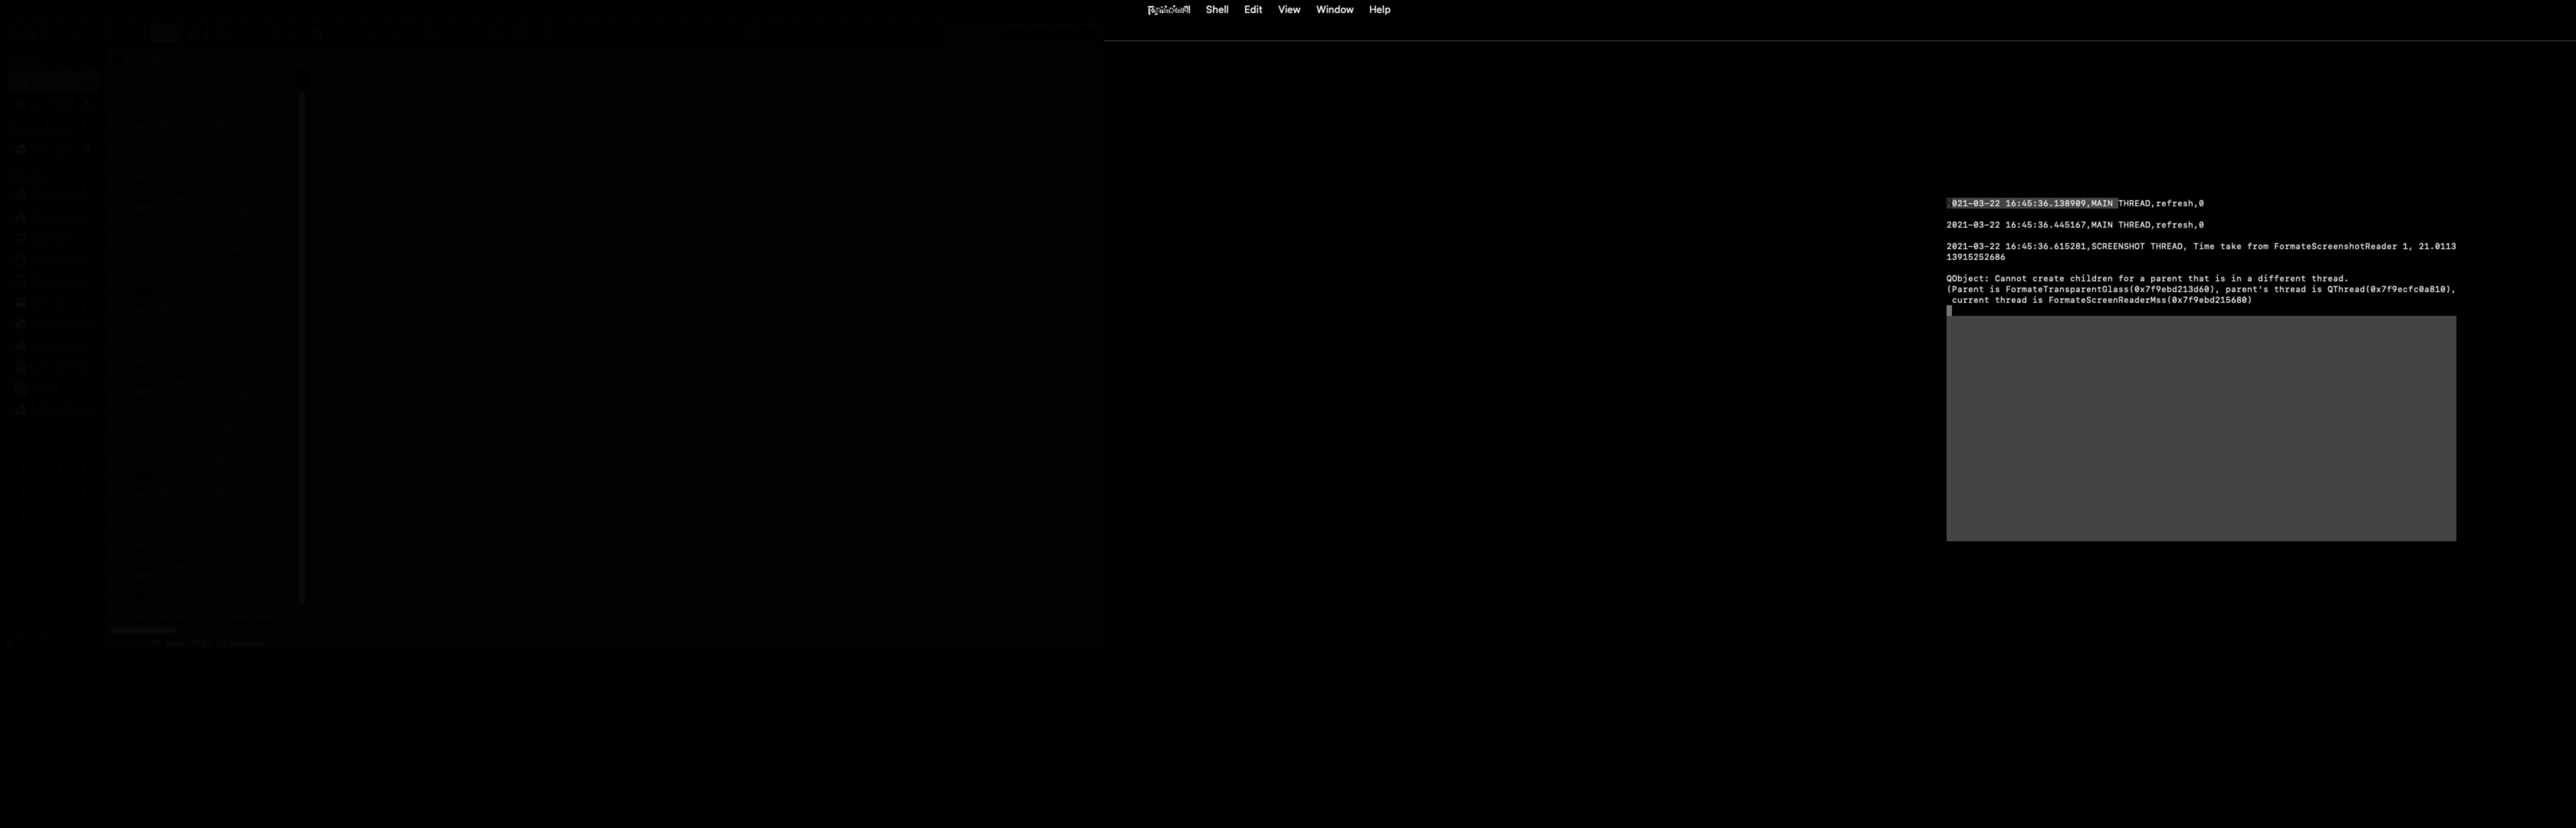 Shell Edit View Window Help
021-03-22 16:45:36.138909,MAIN THREAD,refresh,0
2021-03-22 16:45:36.445167,MAIN THREAD,refresh,0
2021-03-22 16:45:36.615281,SCREENSHOT THREAD, Time take from FormateScreenshotReader 1, 21.0113
13915252686
QObject: Cannot create children for a parent that is in a different thread.
(Parent is FormateTransparentGlass(0x7f9ebd213d60), parent's thread is QThread(0x7f9ecfc0a810),
current thread is FormateScreenReaderMss(0x7f9ebd215680)